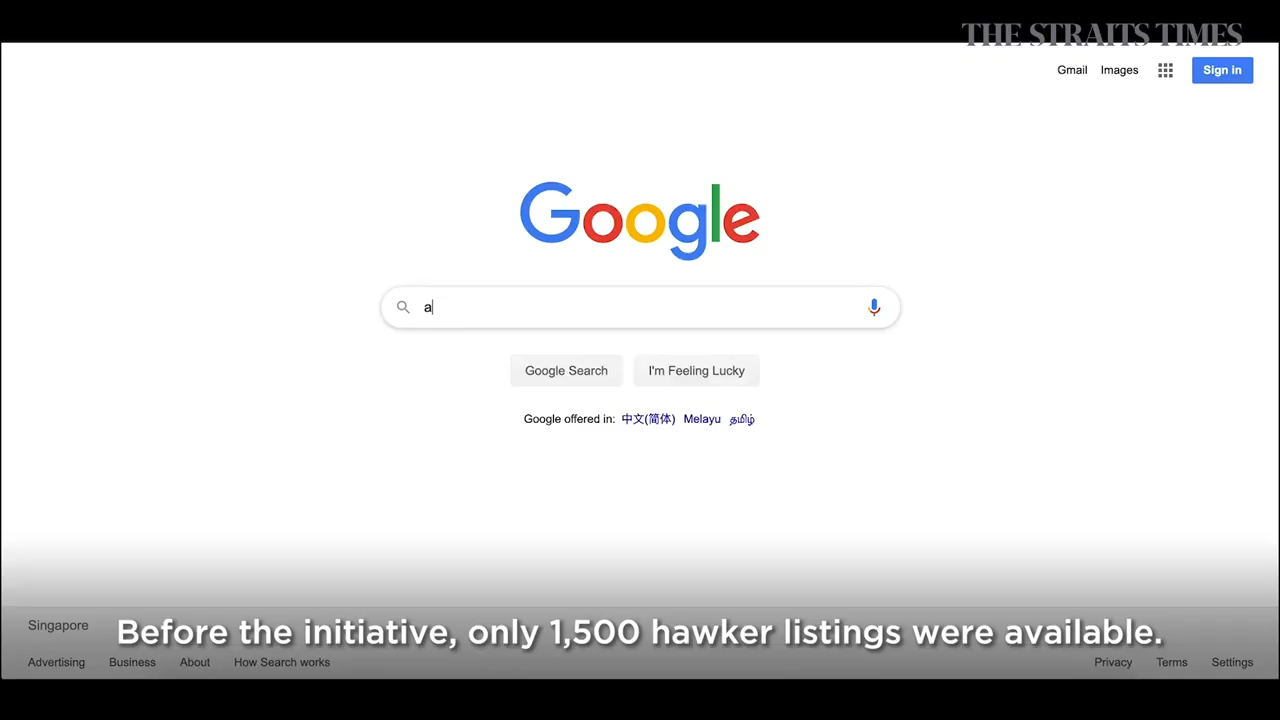 THE STRAITS TIMES
Gmail Images Sign in
Google
a
Google Search I'm Feeling Lucky
Google offered in: 中文(简体) Melayu தமிழ்
Singapore
Before the initiative, only 1,500 hawker listings were available.
Advertising Business About How Search works Privacy Terms Settings